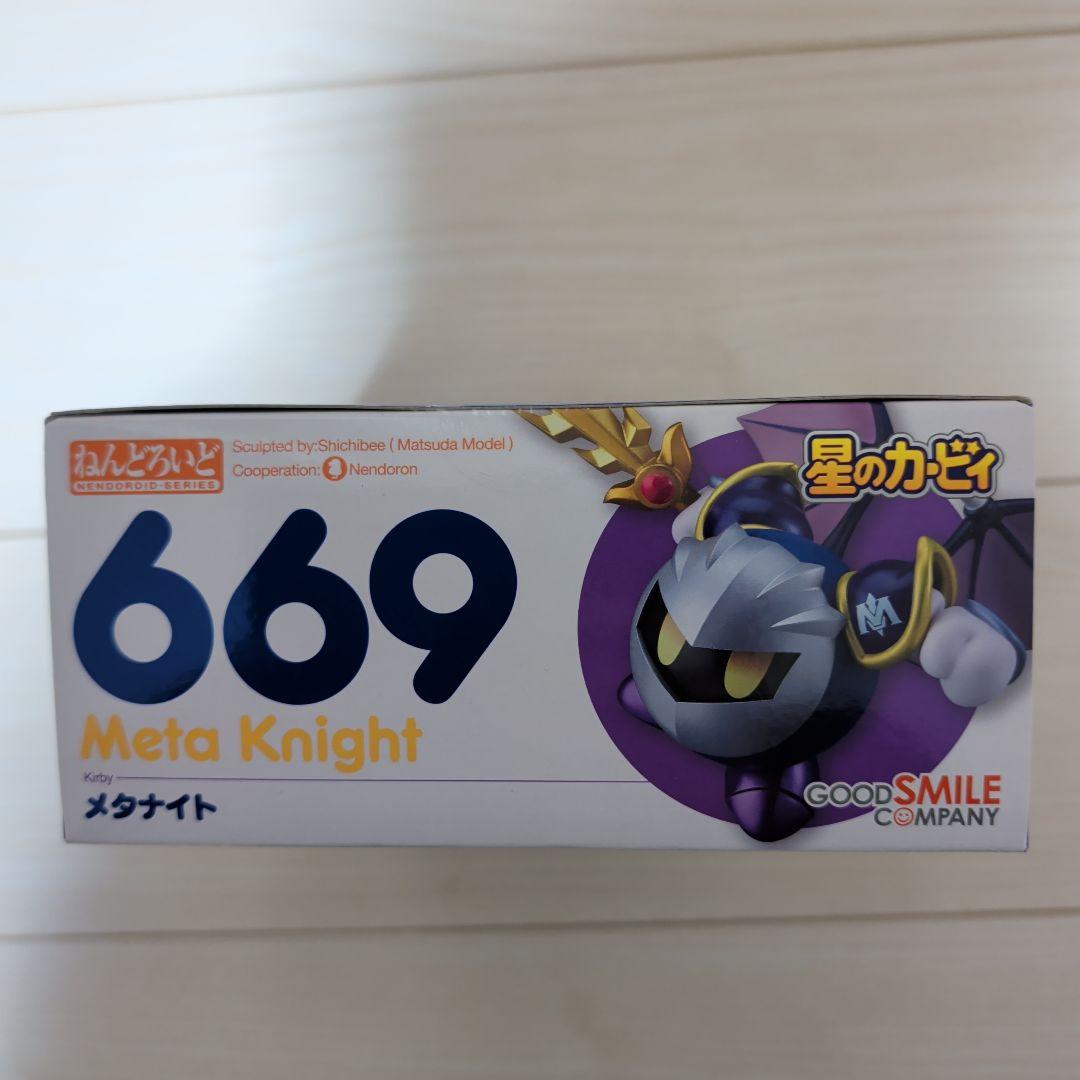 ねんどろいど
NENDOROID-SERIES
Sculpted by:Shichibee ( Matsuda Model )
Cooperation: Nendoron
星のカービィ
669
Meta Knight
Kirby
メタナイト
M
GOOD SMILE
COMPANY